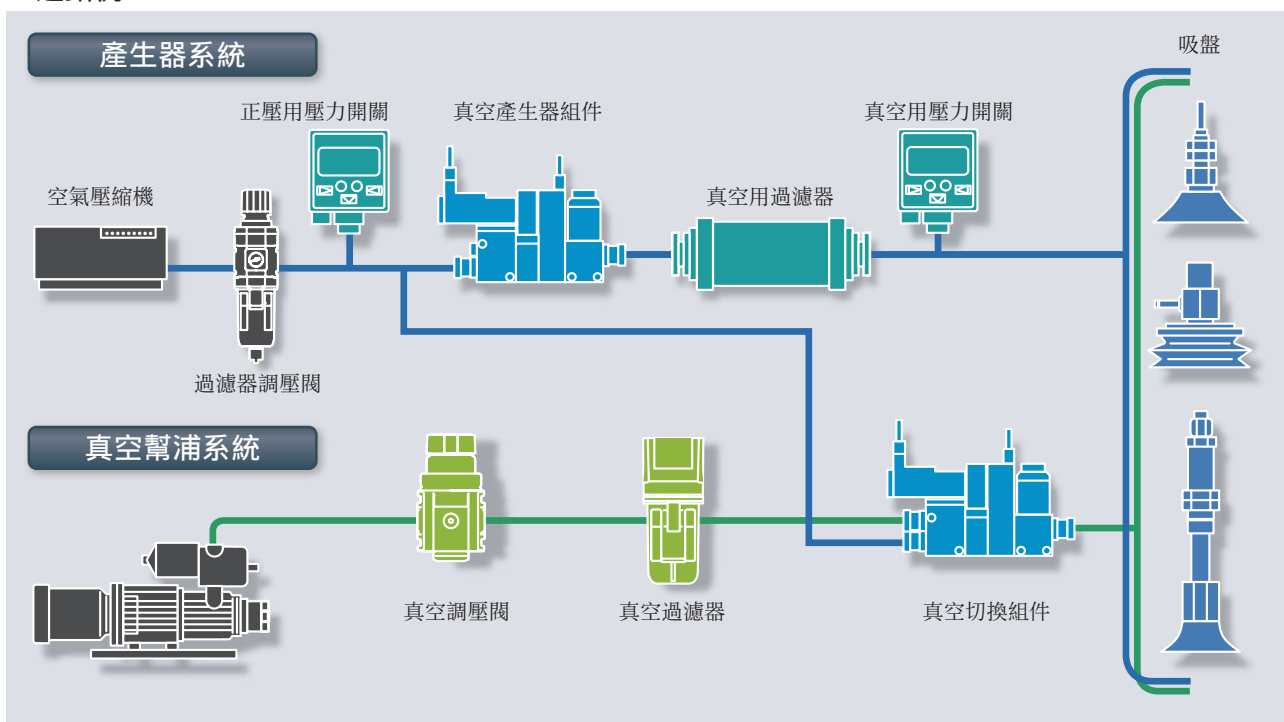 產生器系統
吸盤
正壓用壓力開關
真空產生器組件
真空用壓力開關
空氣壓縮機
真空用過濾器
過濾器調壓閥
真空幫浦系統
真空調壓閥
真空過濾器
真空切換組件